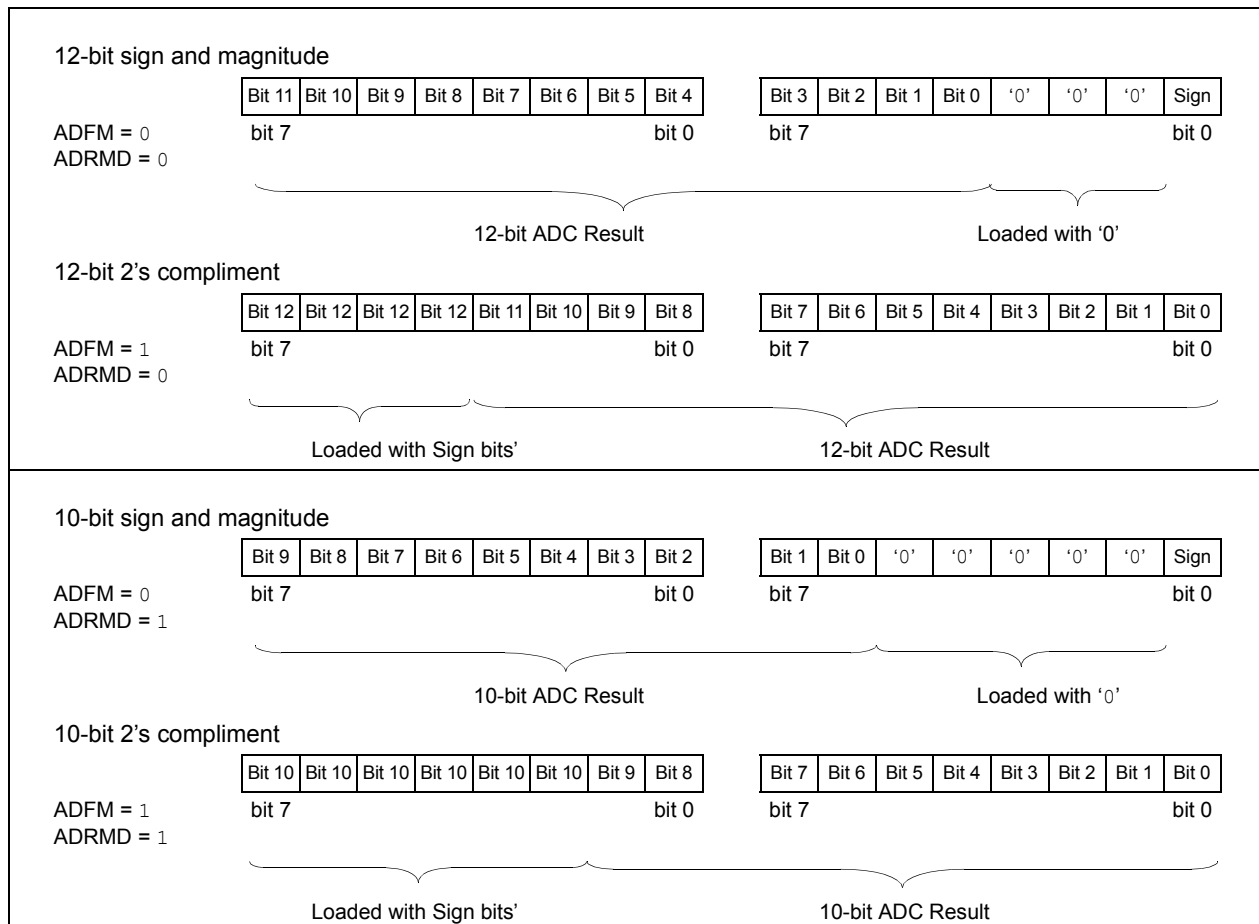 12-bit sign and magnitude
Bit 11 Bit 10 Bit 9 Bit 8 Bit 7 Bit 6 Bit 5 Bit 4 Bit 3 Bit 2 Bit 1 Bit 0 ‘0’ ‘0’ ‘0’ Sign
ADFM = 0 bit 7 bit 0 bit 7 bit 0
ADRMD = 0
12-bit ADC Result Loaded with ‘0’
12-bit 2’s compliment
Bit 12 Bit 12 Bit 12 Bit 12 Bit 11 Bit 10 Bit 9 Bit 8 Bit 7 Bit 6 Bit 5 Bit 4 Bit 3 Bit 2 Bit 1 Bit 0
ADFM = 1 bit 7 bit 0 bit 7 bit 0
ADRMD = 0
Loaded with Sign bits’ 12-bit ADC Result
10-bit sign and magnitude
Bit 9 Bit 8 Bit 7 Bit 6 Bit 5 Bit 4 Bit 3 Bit 2 Bit 1 Bit 0 ‘0’ ‘0’ ‘0’ ‘0’ ‘0’ Sign
ADFM = 0 bit 7 bit 0 bit 7 bit 0
ADRMD = 1
10-bit ADC Result Loaded with ‘0’
10-bit 2’s compliment
Bit 10 Bit 10 Bit 10 Bit 10 Bit 10 Bit 10 Bit 9 Bit 8 Bit 7 Bit 6 Bit 5 Bit 4 Bit 3 Bit 2 Bit 1 Bit 0
ADFM = 1 bit 7 bit 0 bit 7 bit 0
ADRMD = 1
Loaded with Sign bits’ 10-bit ADC Result